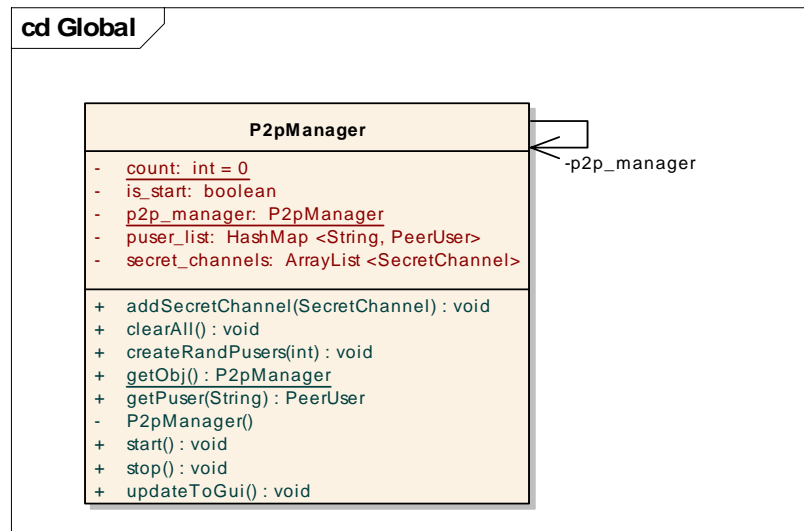 cd Global
P2pManager
-p2p_manager
- count: int = 0
- is_start: boolean
- p2p_manager: P2pManager
- puser_list: HashMap <String, PeerUser>
- secret_channels: ArrayList <SecretChannel>
+ addSecretChannel(SecretChannel) : void
+ clearAll() : void
+ createRandPusers(int) : void
+ getObj() : P2pManager
+ getPuser(String) : PeerUser
- P2pManager()
+ start() : void
+ stop() : void
+ updateToGui() : void